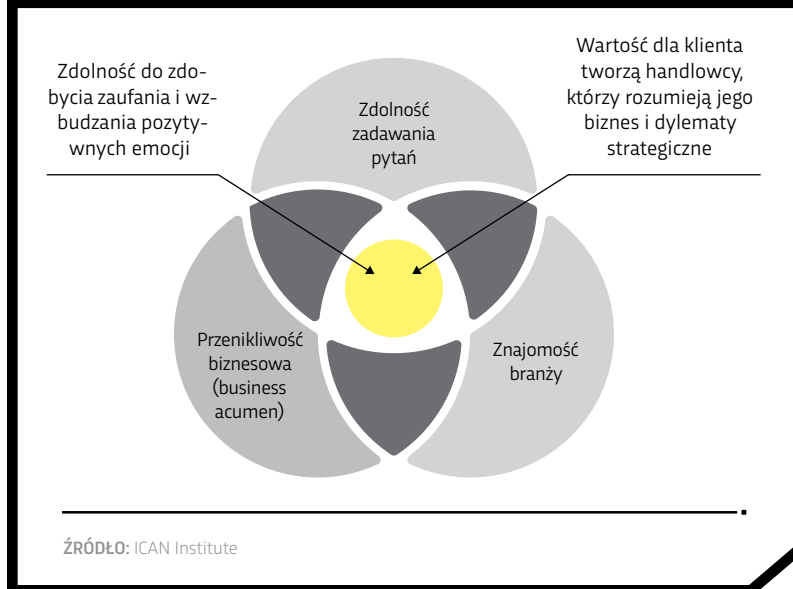 Zdolność do zdo-
bycia zaufania i wz-
budzania pozyty-
wnych emocji
Wartość dla klienta
tworzą handlowcy,
którzy rozumieją jego
biznes i dylematy
strategiczne
Zdolność
zadawania
pytań
Przenikliwość
biznesowa
(business
acumen)
Znajomość
branży
ŹRÓDŁO: ICAN Institute